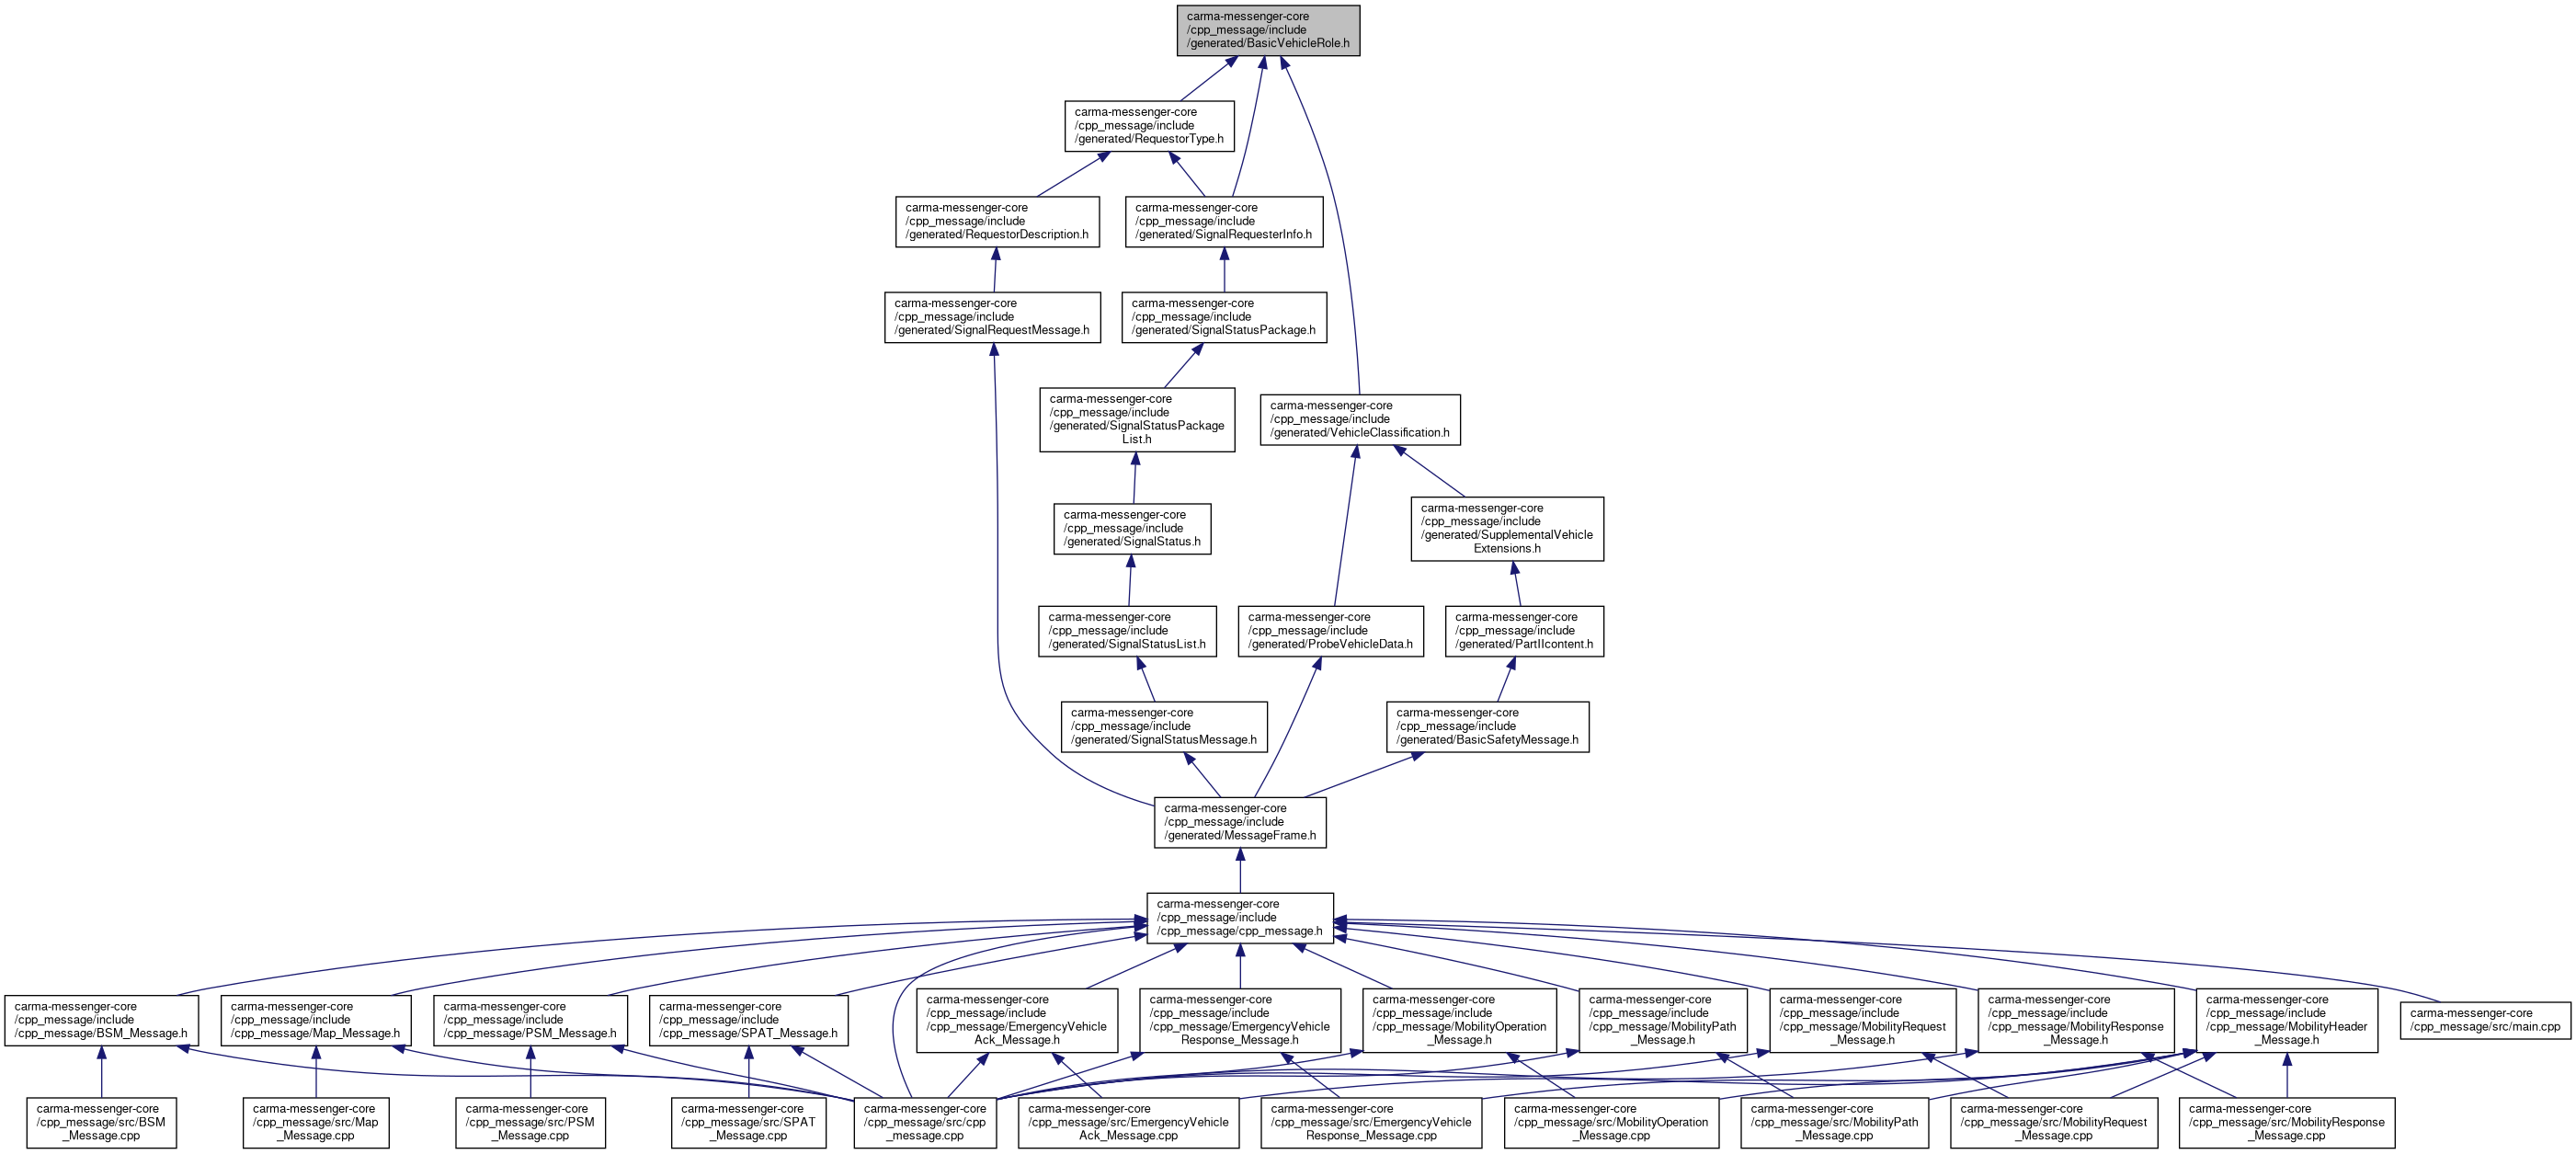 carma-messenger-core
/cpp_message/include
/generated/BasicVehicleRole.h
carma-messenger-core
/cpp_message/include
/generated/RequestorType.h
carma-messenger-core
/cpp_message/include
/generated/RequestorDescription.h
carma-messenger-core
/cpp_message/include
/generated/SignalRequesterInfo.h
carma-messenger-core
/cpp_message/include
/generated/SignalRequestMessage.h
carma-messenger-core
/cpp_message/include
/generated/SignalStatusPackage.h
carma-messenger-core
/cpp_message/include
/generated/SignalStatusPackage
List.h
carma-messenger-core
/cpp_message/include
/generated/VehicleClassification.h
carma-messenger-core
/cpp_message/include
/generated/SignalStatus.h
carma-messenger-core
/cpp_message/include
/generated/SupplementalVehicle
Extensions.h
carma-messenger-core
/cpp_message/include
/generated/SignalStatusList.h
carma-messenger-core
/cpp_message/include
/generated/ProbeVehicleData.h
carma-messenger-core
/cpp_message/include
/generated/PartIIcontent.h
carma-messenger-core
/cpp_message/include
/generated/SignalStatusMessage.h
carma-messenger-core
/cpp_message/include
/generated/BasicSafetyMessage.h
carma-messenger-core
/cpp_message/include
/generated/MessageFrame.h
carma-messenger-core
/cpp_message/include
/cpp_message/cpp_message.h
carma-messenger-core
/cpp_message/include
/cpp_message/BSM_Message.h
carma-messenger-core
/cpp_message/include
/cpp_message/Map_Message.h
carma-messenger-core
/cpp_message/include
/cpp_message/PSM_Message.h
carma-messenger-core
/cpp_message/include
/cpp_message/SPAT_Message.h
carma-messenger-core
/cpp_message/include
/cpp_message/EmergencyVehicle
Ack_Message.h
carma-messenger-core
/cpp_message/include
/cpp_message/EmergencyVehicle
Response_Message.h
carma-messenger-core
/cpp_message/include
/cpp_message/MobilityOperation
_Message.h
carma-messenger-core
/cpp_message/include
/cpp_message/MobilityPath
_Message.h
carma-messenger-core
/cpp_message/include
/cpp_message/MobilityRequest
_Message.h
carma-messenger-core
/cpp_message/include
/cpp_message/MobilityResponse
_Message.h
carma-messenger-core
/cpp_message/include
/cpp_message/MobilityHeader
_Message.h
carma-messenger-core
/cpp_message/src/main.cpp
carma-messenger-core
/cpp_message/src/BSM
_Message.cpp
carma-messenger-core
/cpp_message/src/Map
_Message.cpp
carma-messenger-core
/cpp_message/src/PSM
_Message.cpp
carma-messenger-core
/cpp_message/src/SPAT
_Message.cpp
carma-messenger-core
/cpp_message/src/cpp
_message.cpp
carma-messenger-core
/cpp_message/src/EmergencyVehicle
Ack_Message.cpp
carma-messenger-core
/cpp_message/src/EmergencyVehicle
Response_Message.cpp
carma-messenger-core
/cpp_message/src/MobilityOperation
_Message.cpp
carma-messenger-core
/cpp_message/src/MobilityPath
_Message.cpp
carma-messenger-core
/cpp_message/src/MobilityRequest
_Message.cpp
carma-messenger-core
/cpp_message/src/MobilityResponse
_Message.cpp